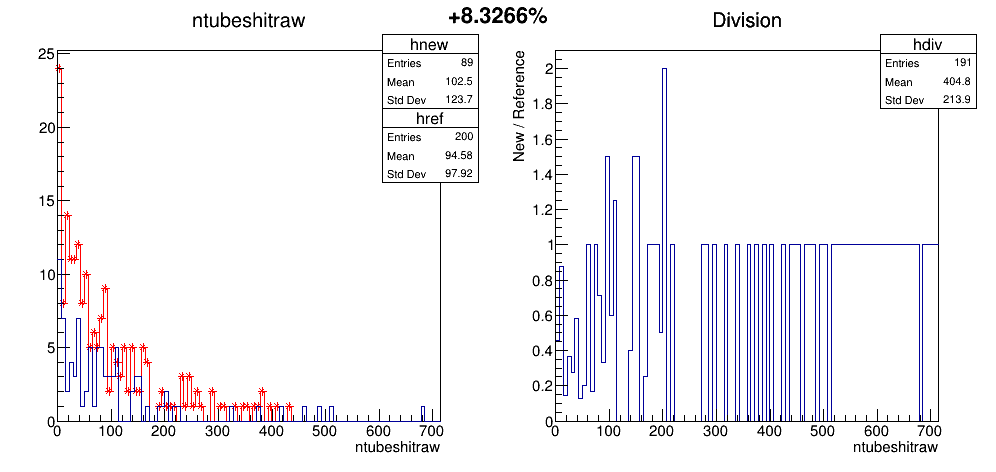 +8.3266%
ntubeshitraw
hnew
Entries 89
Mean 102.5
Std Dev 123.7
href
Entries 200
Mean 94.58
Std Dev 97.92
25
20
15
10
5
0
0 100 200 300 400 500 600 700
ntubeshitraw
Division
hdiv
Entries 191
Mean 404.8
Std Dev 213.9
New / Reference
2
1.8
1.6
1.4
1.2
1
0.8
0.6
0.4
0.2
0
0 100 200 300 400 500 600 700
ntubeshitraw